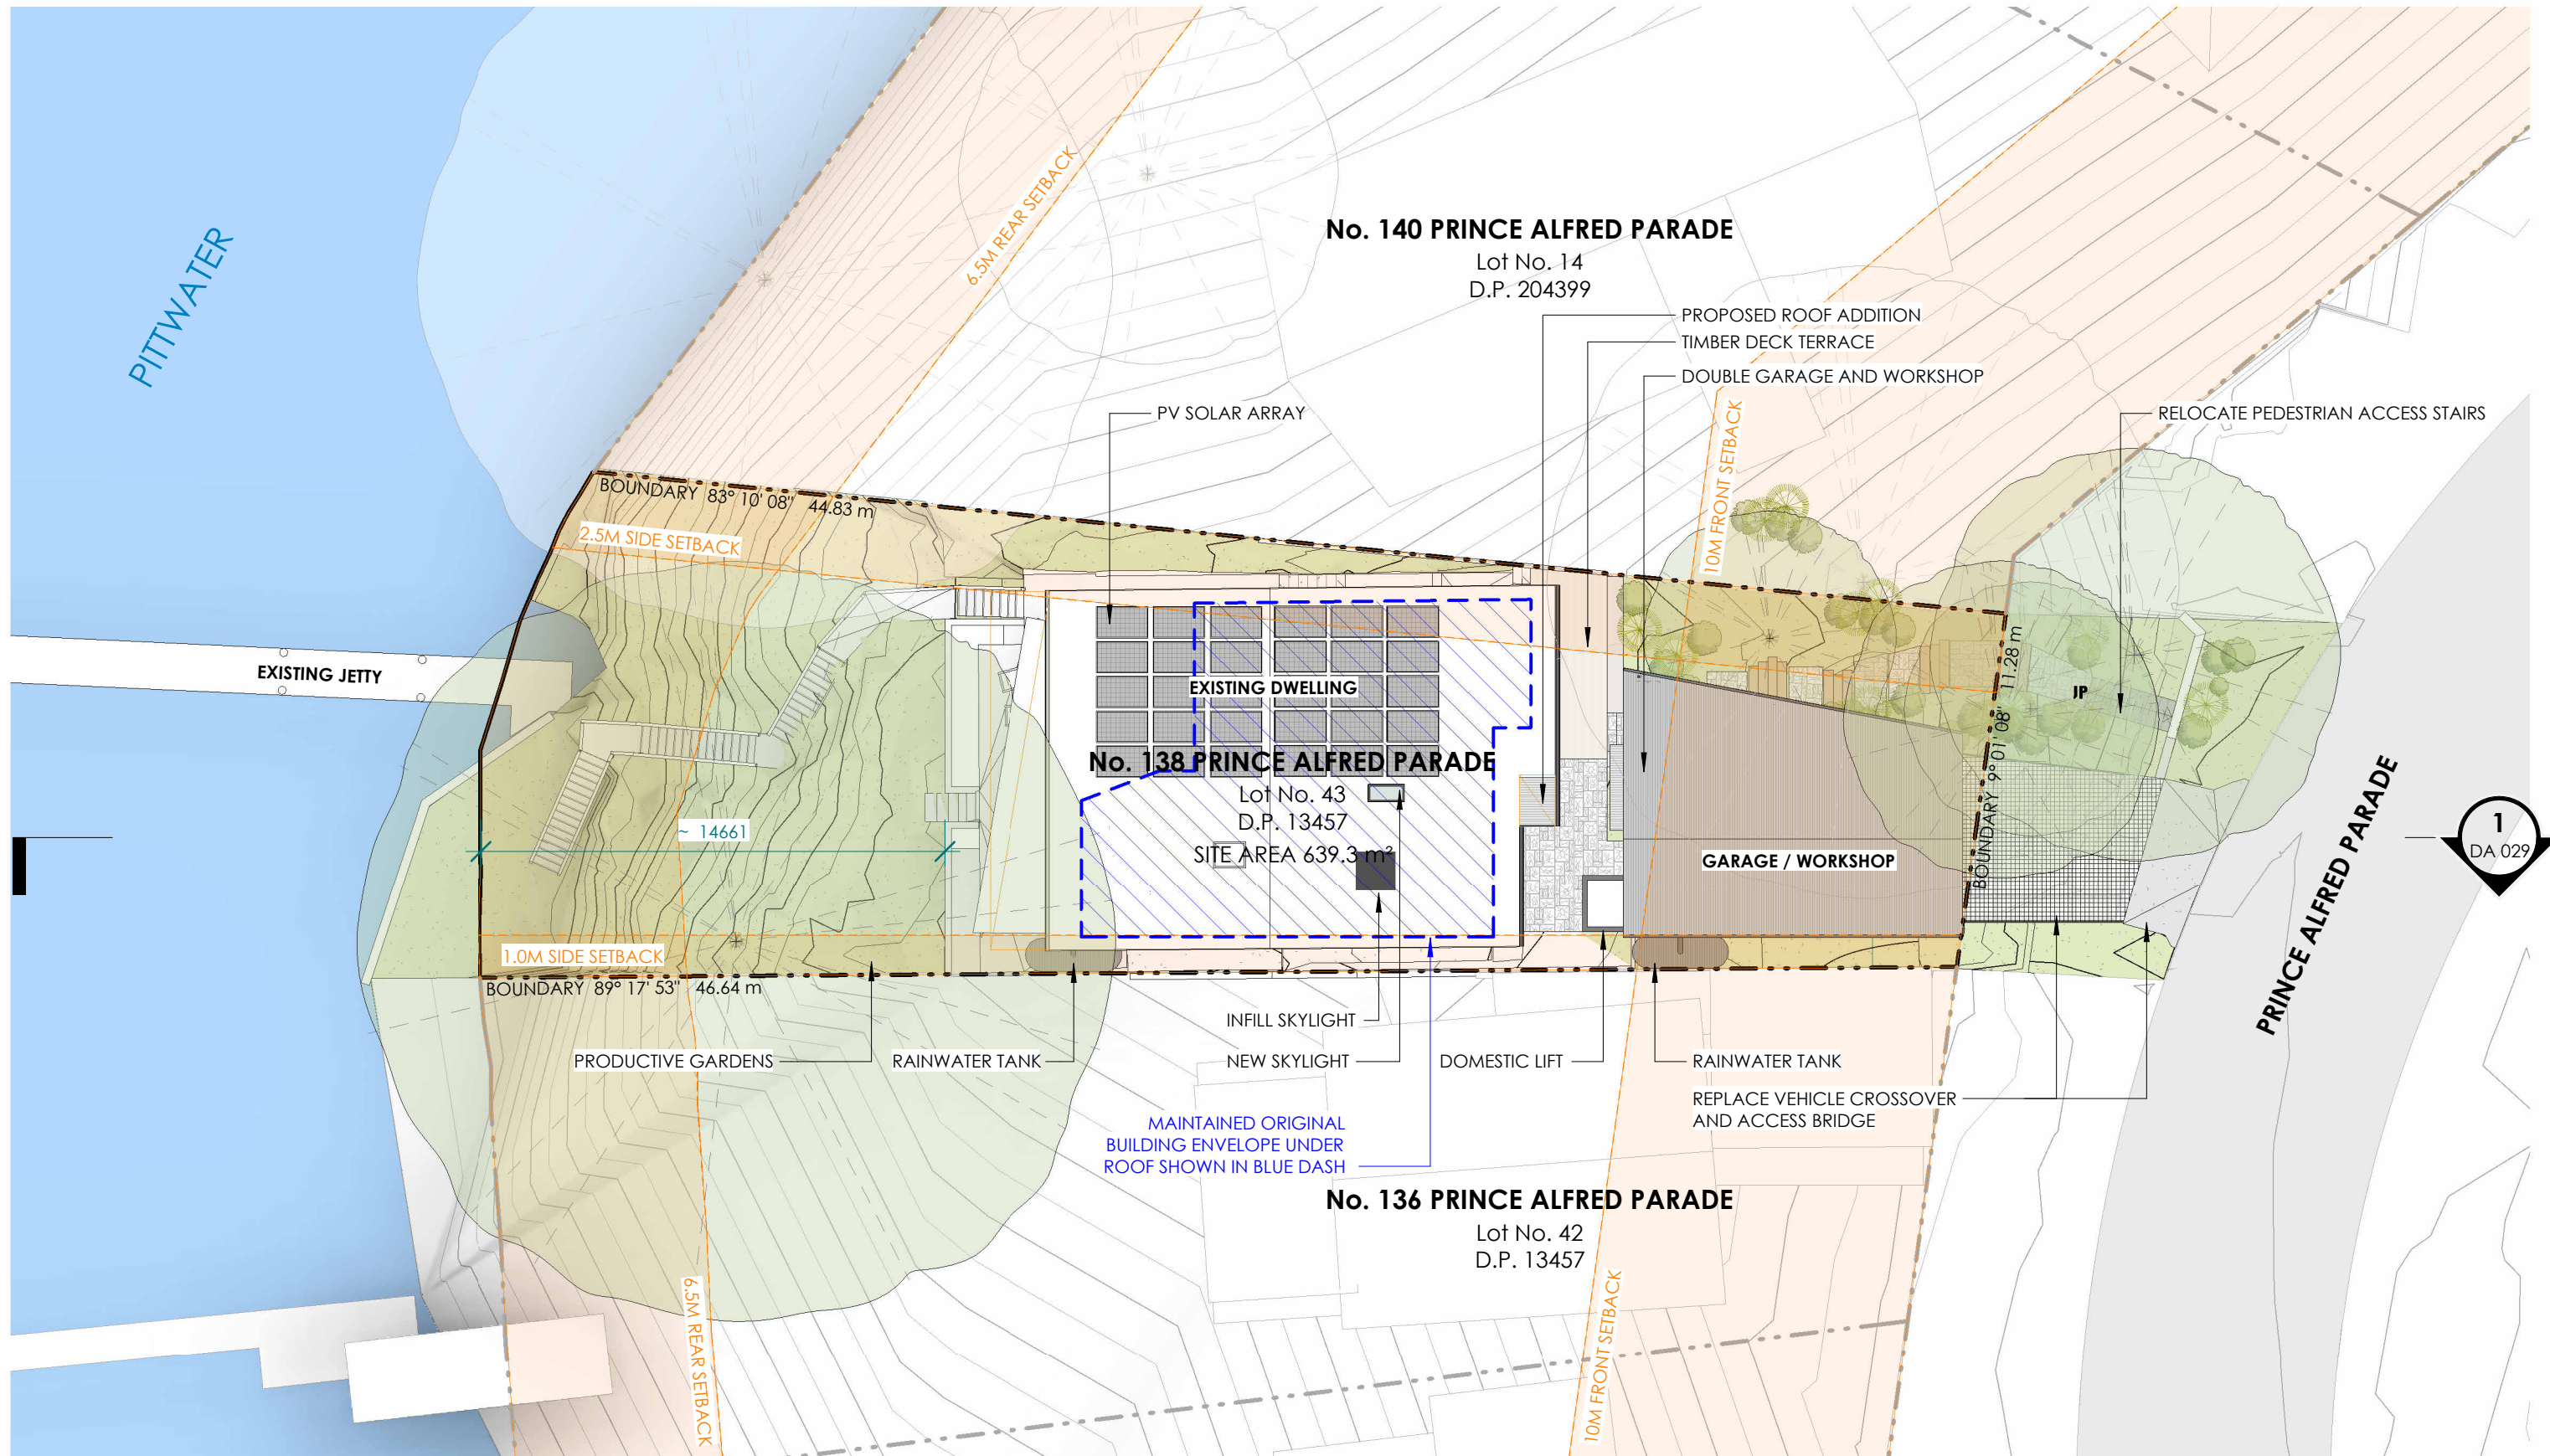 PITTWATER
6.5M REAR SETBACK
No. 140 PRINCE ALFRED PARADE
Lot No. 14
D.P. 204399
PROPOSED ROOF ADDITION
TIMBER DECK TERRACE
DOUBLE GARAGE AND WORKSHOP
PV SOLAR ARRAY
RELOCATE PEDESTRIAN ACCESS STAIRS
10M FRONT SETBACK
BOUNDARY 83° 10' 08" 44.83 m
2.5M SIDE SETBACK
EXISTING JETTY
EXISTING DWELLING
No. 138 PRINCE ALFRED PARADE
Lot No. 43
D.P. 13457
SITE AREA 639.3 m²
~ 14661
JP
BOUNDARY 9° 01' 08" 11.28 m
GARAGE / WORKSHOP
PRINCE ALFRED PARADE
1
DA 029
1.0M SIDE SETBACK
BOUNDARY 89° 17' 53" 46.64 m
INFILL SKYLIGHT
PRODUCTIVE GARDENS
RAINWATER TANK
NEW SKYLIGHT
DOMESTIC LIFT
RAINWATER TANK
REPLACE VEHICLE CROSSOVER
AND ACCESS BRIDGE
MAINTAINED ORIGINAL
BUILDING ENVELOPE UNDER
ROOF SHOWN IN BLUE DASH
No. 136 PRINCE ALFRED PARADE
Lot No. 42
D.P. 13457
6.5M REAR SETBACK
10M FRONT SETBACK